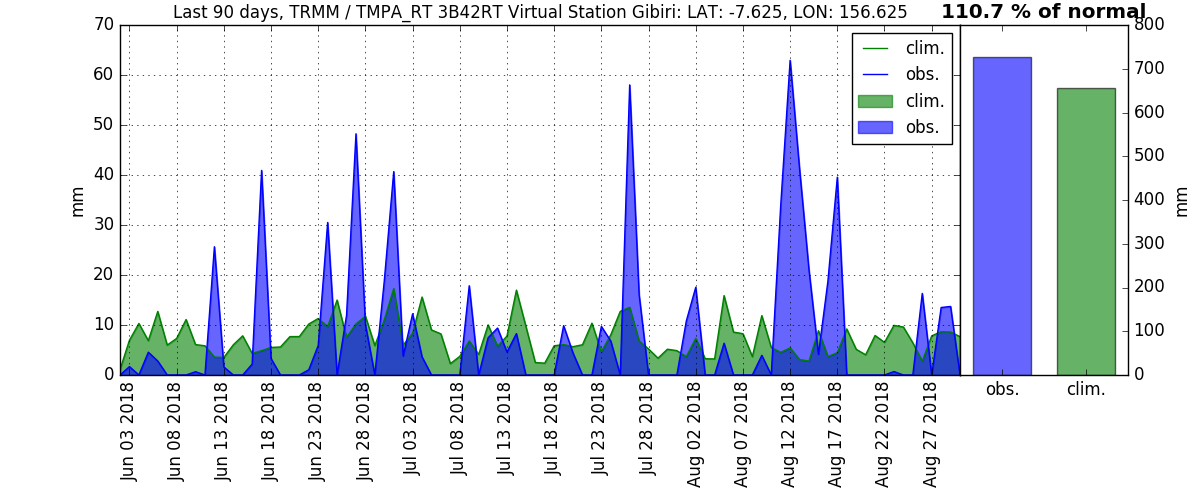 Last 90 days, TRMM / TMPA_RT 3B42RT Virtual Station Gibiri: LAT: -7.625, LON: 156.625
110.7 % of normal
70
60
50
40
30
20
10
0
mm
clim.
obs.
clim.
obs.
800
700
600
500
400
300
200
100
0
mm
obs.
clim.
Jun 03 2018
Jun 08 2018
Jun 13 2018
Jun 18 2018
Jun 23 2018
Jun 28 2018
Jul 03 2018
Jul 08 2018
Jul 13 2018
Jul 18 2018
Jul 23 2018
Jul 28 2018
Aug 02 2018
Aug 07 2018
Aug 12 2018
Aug 17 2018
Aug 22 2018
Aug 27 2018